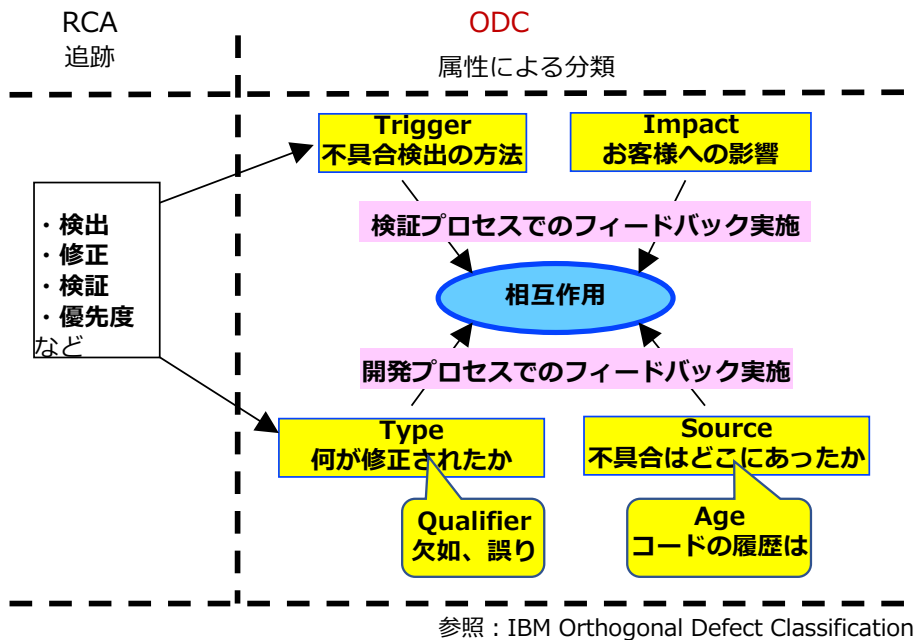 RCA
追跡
ODC
属性による分類
Trigger
不具合検出の方法
Impact
お客様への影響
・検出
・修正
・検証
・優先度
など
検証プロセスでのフィードバック実施
相互作用
開発プロセスでのフィードバック実施
Type
何が修正されたか
Source
不具合はどこにあったか
Qualifier
欠如、誤り
Age
コードの履歴は
参照：IBM Orthogonal Defect Classification